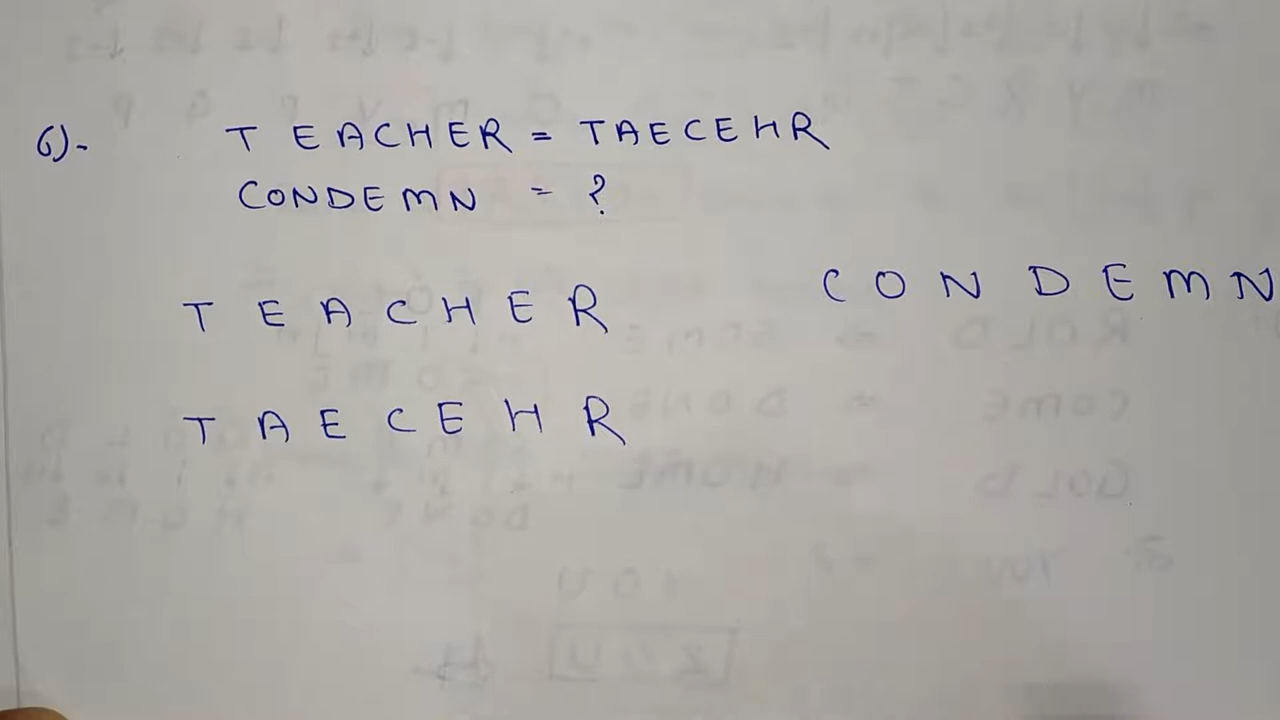 6)- TEACHER = TAECEHR
CONDEMN = ?
T E A C H E R C O N D E M N
T A E C E H R